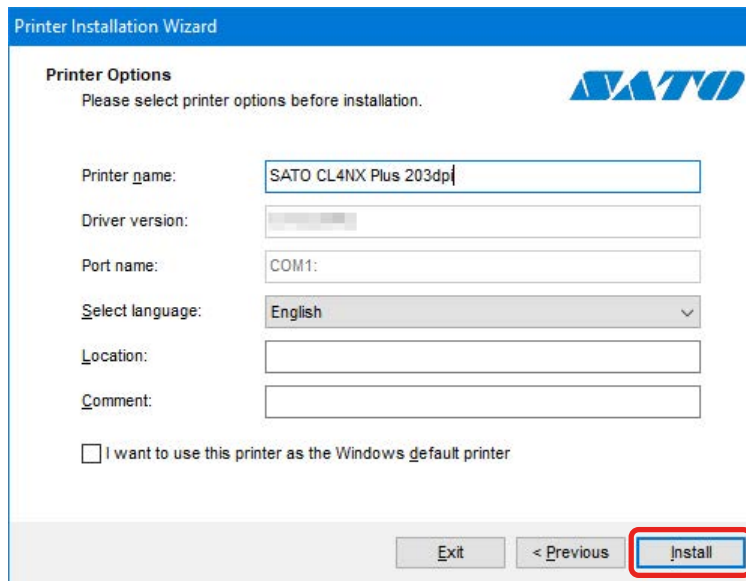 Printer Installation Wizard
Printer Options
SATO
Please select printer options before installation.
Printer name: SATO CL4NX Plus 203dpi
Driver version:
Port name: COM1:
Select language: English
Location:
Comment:
I want to use this printer as the Windows default printer
Exit < Previous Install